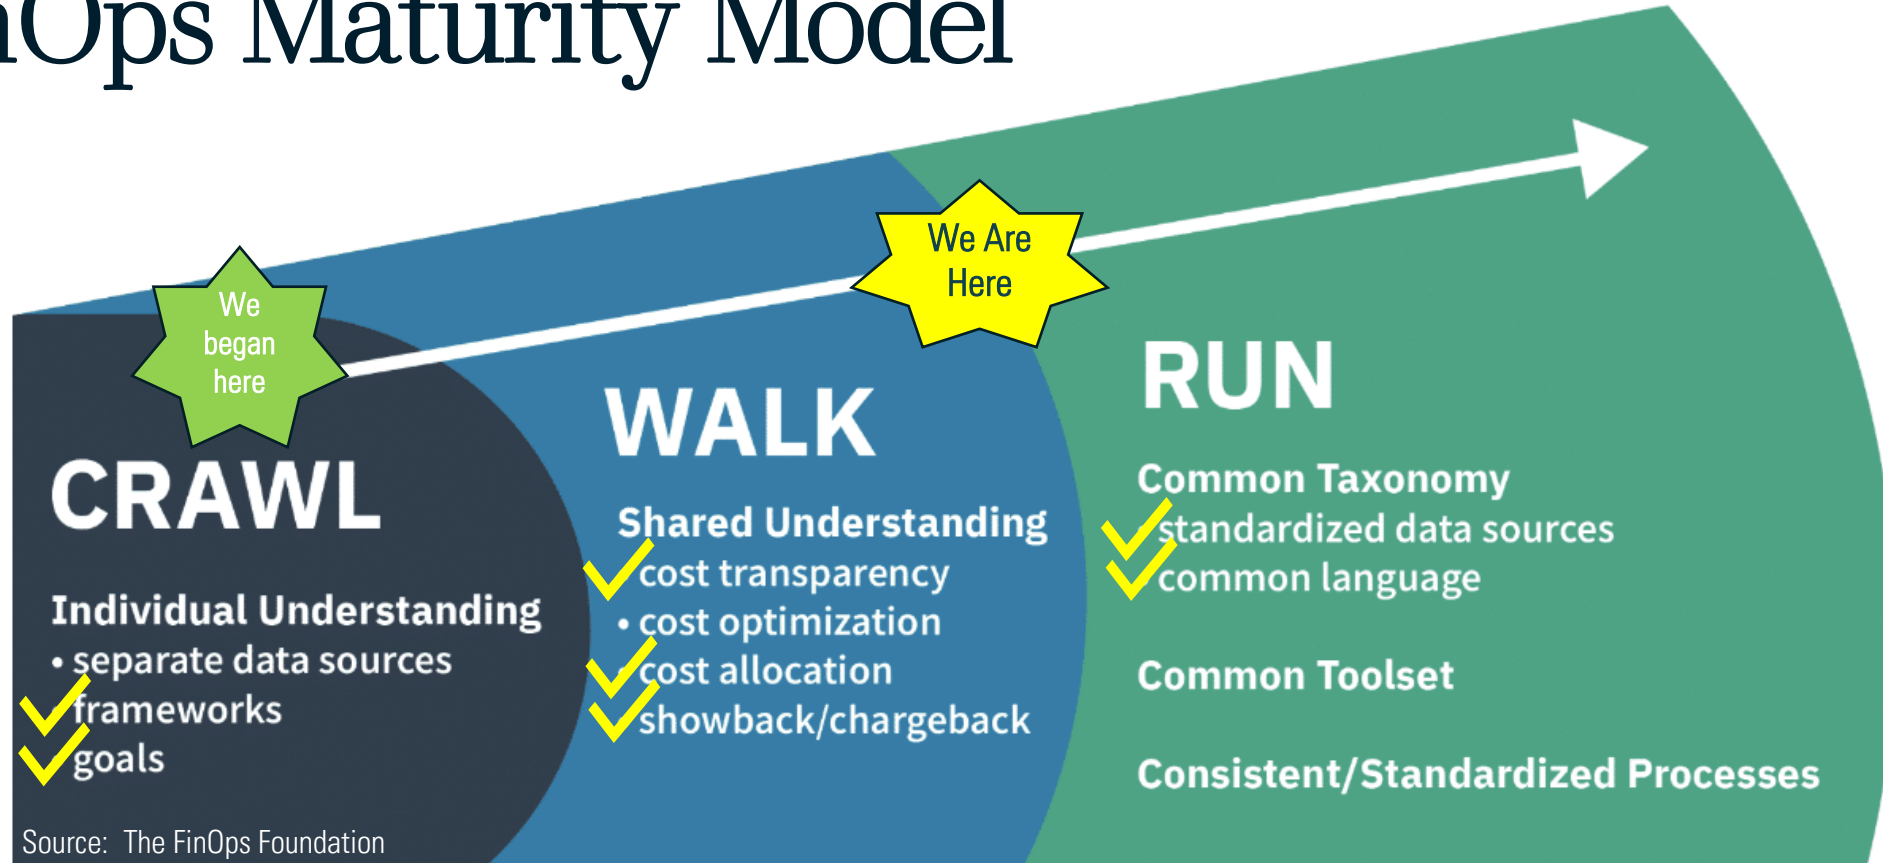 nOps Maturity Model
We
began
here
We Are
Here
CRAWL
Individual Understanding
• separate data sources
frameworks
goals
Source: The FinOps Foundation
WALK
Shared Understanding
cost transparency
• cost optimization
cost allocation
showback/chargeback
RUN
Common Taxonomy
standardized data sources
common language
Common Toolset
Consistent/Standardized Processes